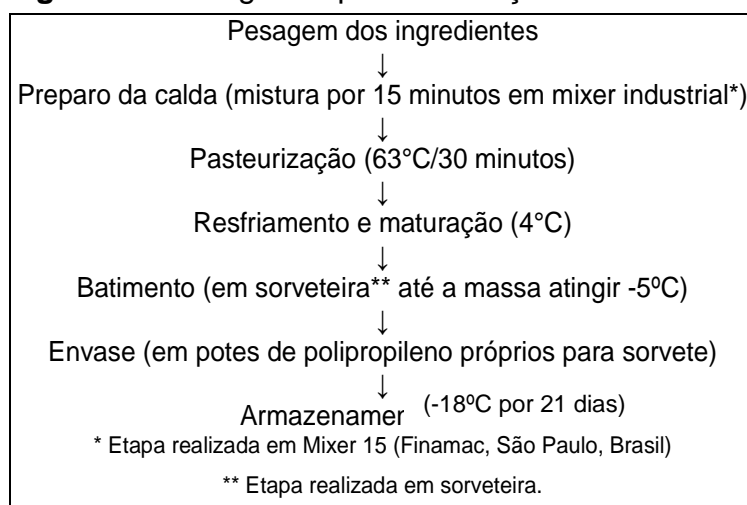 Pesagem dos ingredientes
↓
Preparo da calda (mistura por 15 minutos em mixer industrial*)
↓
Pasteurização (63°C/30 minutos)
↓
Resfriamento e maturação (4°C)
↓
Batimento (em sorveteira** até a massa atingir -5ºC)
↓
Envase (em potes de polipropileno próprios para sorvete)
↓
(-18ºC por 21 dias)
* Etapa realizada em Mixer 15 (Finamac, São Paulo, Brasil)
** Etapa realizada em sorveteira.